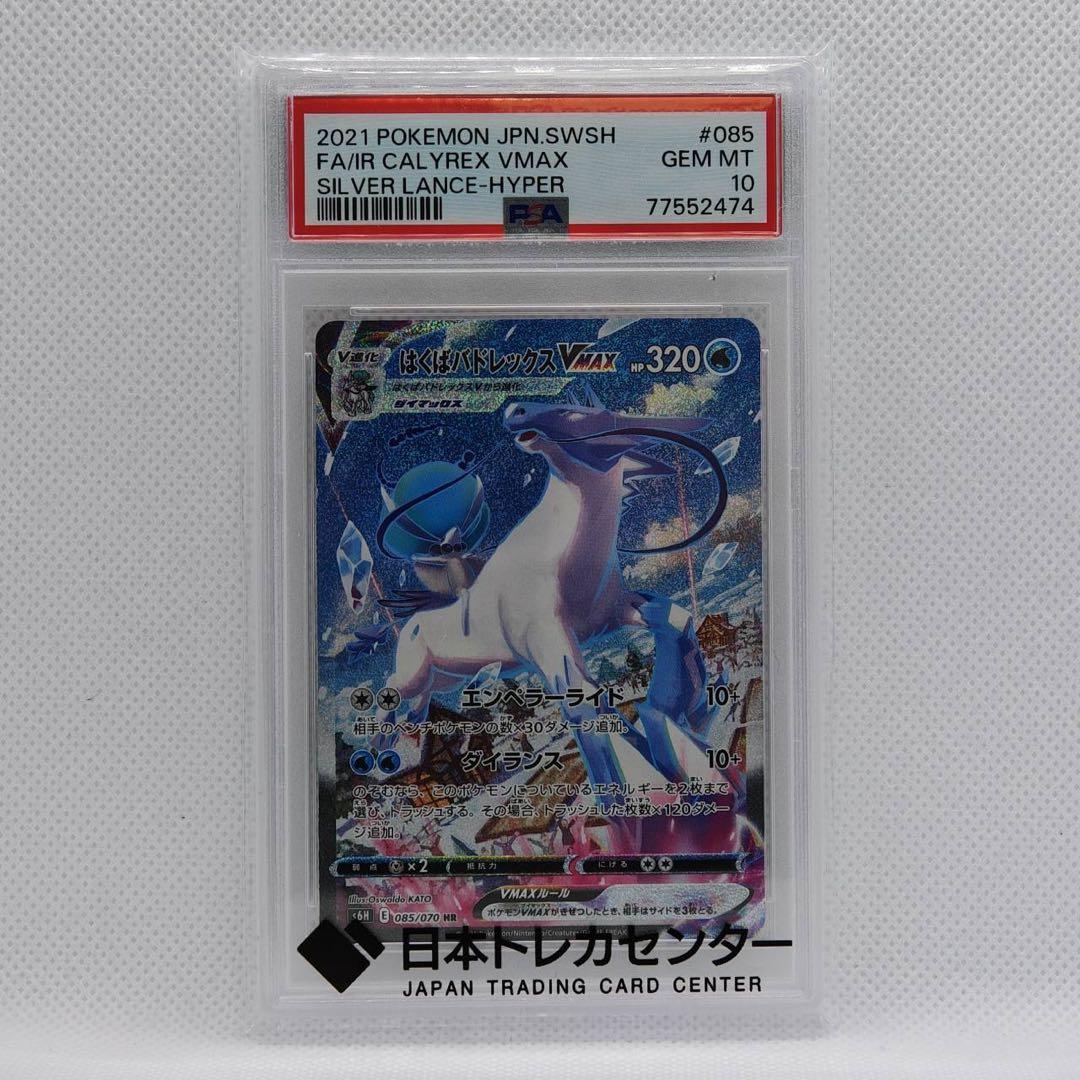 2021 POKEMON JPN.SWSH #085
FA/IR CALYREX VMAX GEM MT
SILVER LANCE-HYPER 10
77552474
PSA
V進化 はくばバドレックスVMAX HP320
はくばバドレックスVから進化
ダイマックス
エンペラーライド 10+
相手のベンチポケモンの数×30ダメージ追加。
ダイランス 10+
のぞむなら、このポケモンについているエネルギーを2枚まで
選び、トラッシュする。その場合、トラッシュした枚数×120ダメー
ジ追加。
弱点 ×2 抵抗力 にげる
Illus.Oswaldo KATO
VMAXルール
ポケモンVMAXがきぜつしたとき、相手はサイドを3枚とる。
s6H E 085/070 HR
日本トレカセンター
JAPAN TRADING CARD CENTER